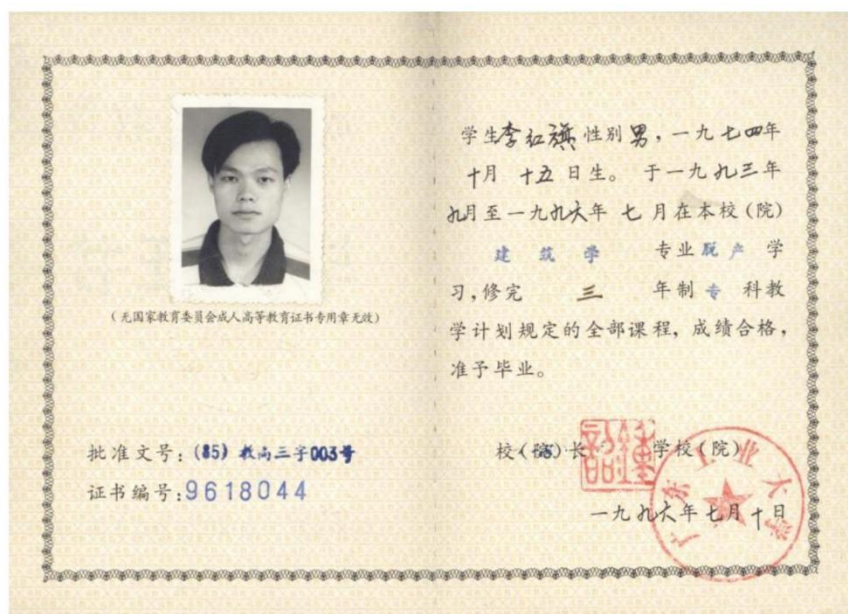 (无国家教育委员会成人高等教育证书专用章无效)
批准文号:(85)教高三字003号
证书编号:9618044
学生李红旗性别男,一九七四年
十月十五日生。于一九九三年
九月至一九九六年七月在本校(院)
建筑学专业脱产学
习,修完三年制专科教
学计划规定的全部课程,成绩合格,
准予毕业。
校(院)长 学校(院)
广东工业大学
一九九六年七月十日